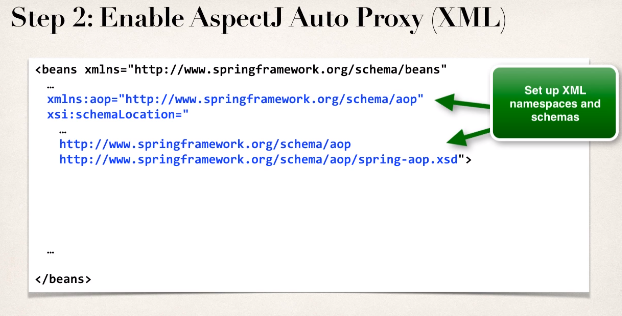 Step 2: Enable AspectJ Auto Proxy (XML)
<beans xmlns="http://www.springframework.org/schema/beans"
…
xmlns:aop="http://www.springframework.org/schema/aop"
xsi:schemaLocation="
…
http://www.springframework.org/schema/aop
http://www.springframework.org/schema/aop/spring-aop.xsd">
…
</beans>
Set up XML
namespaces and
schemas